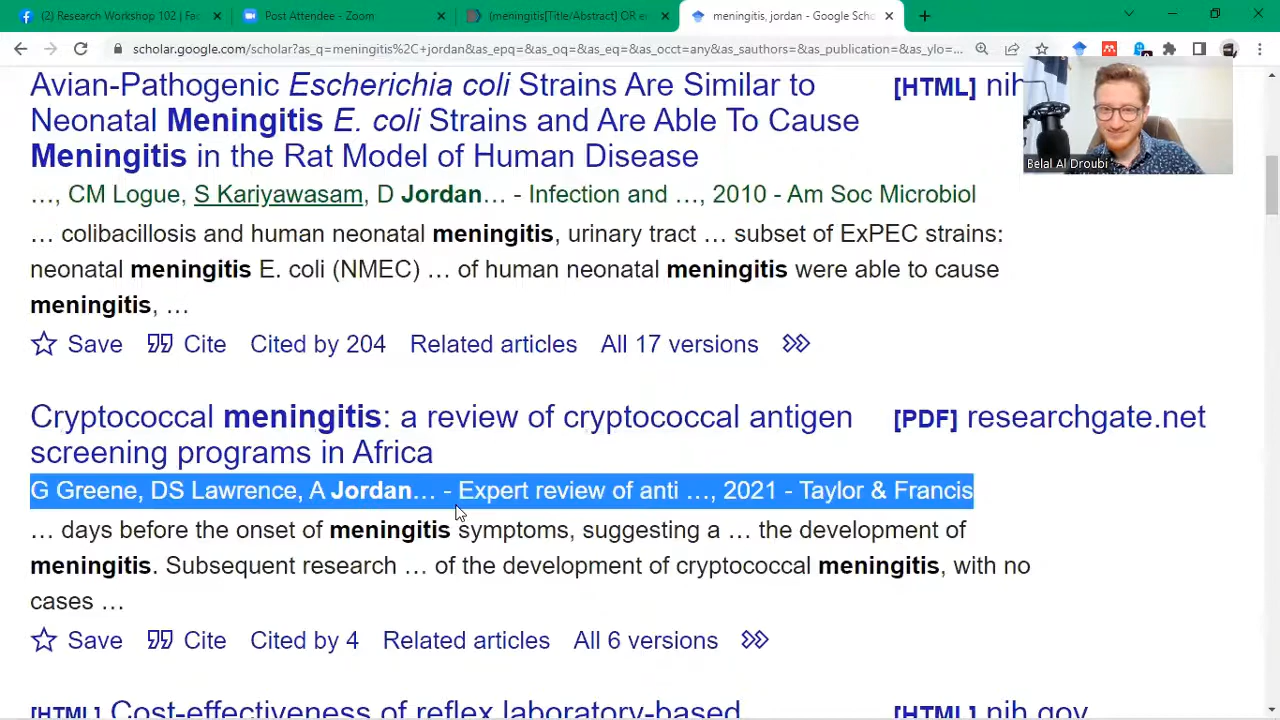 (2) Research Workshop 102 | Fac
Post Attendee - Zoom
(meningitis[Title/Abstract] OR en
meningitis, jordan - Google Scho
scholar.google.com/scholar?as_q=meningitis%2C+jordan&as_epq=&as_oq=&as_eq=&as_occt=any&as_sauthors=&as_publication=&as_ylo=...
Avian-Pathogenic Escherichia coli Strains Are Similar to
Neonatal Meningitis E. coli Strains and Are Able To Cause
Meningitis in the Rat Model of Human Disease
[HTML] nih
Belal Al Droubi
…, CM Logue, S Kariyawasam, D Jordan… - Infection and …, 2010 - Am Soc Microbiol
… colibacillosis and human neonatal meningitis, urinary tract … subset of ExPEC strains:
neonatal meningitis E. coli (NMEC) … of human neonatal meningitis were able to cause
meningitis, …
Save Cite Cited by 204 Related articles All 17 versions
Cryptococcal meningitis: a review of cryptococcal antigen
screening programs in Africa
[PDF] researchgate.net
G Greene, DS Lawrence, A Jordan… - Expert review of anti …, 2021 - Taylor & Francis
… days before the onset of meningitis symptoms, suggesting a … the development of
meningitis. Subsequent research … of the development of cryptococcal meningitis, with no
cases …
Save Cite Cited by 4 Related articles All 6 versions
[HTML] Cost-effectiveness of reflex laboratory-based
[HTML] nih.gov